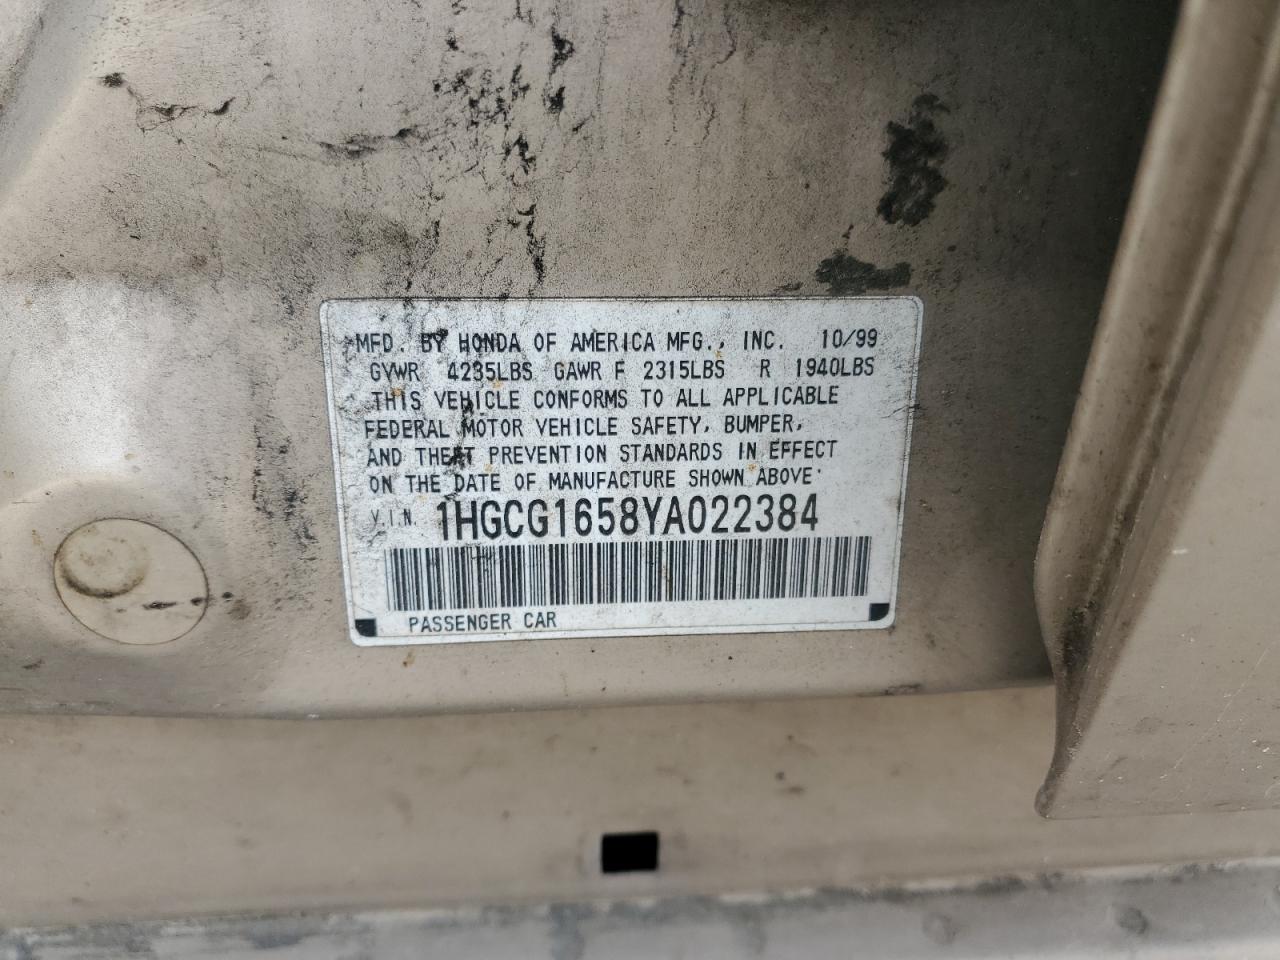 MFD. BY HONDA OF AMERICA MFG., INC. 10/99
GVWR 4235LBS GAWR F 2315LBS R 1940LBS
THIS VEHICLE CONFORMS TO ALL APPLICABLE
FEDERAL MOTOR VEHICLE SAFETY, BUMPER,
AND THEFT PREVENTION STANDARDS IN EFFECT
ON THE DATE OF MANUFACTURE SHOWN ABOVE.
V.I.N. 1HGCG1658YA022384
PASSENGER CAR